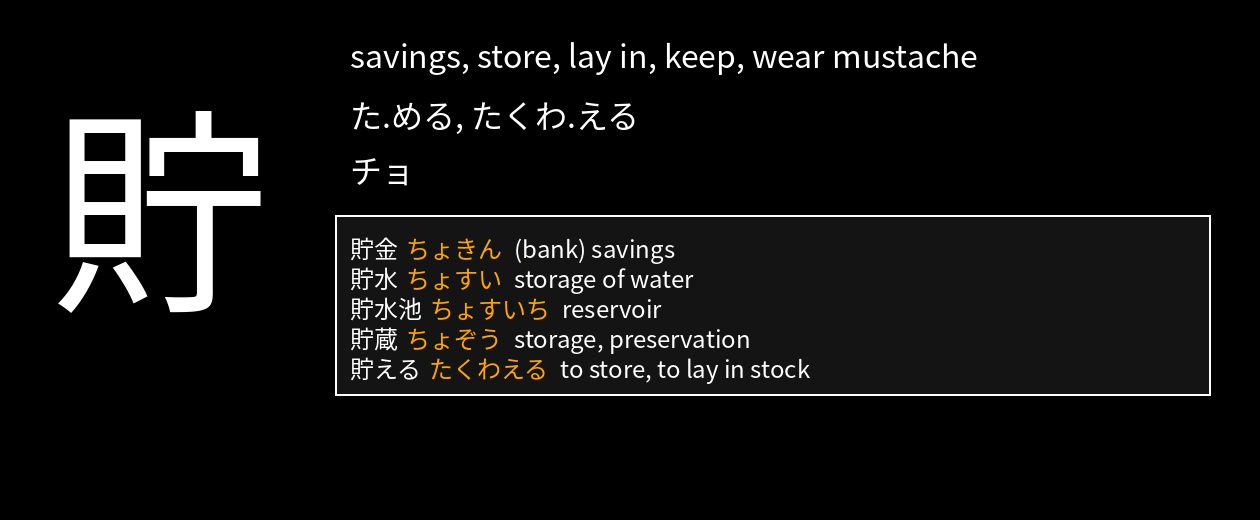 貯
savings, store, lay in, keep, wear mustache
た.める, たくわ.える
チョ
貯金 ちょきん (bank) savings
貯水 ちょすい storage of water
貯水池 ちょすいち reservoir
貯蔵 ちょぞう storage, preservation
貯える たくわえる to store, to lay in stock